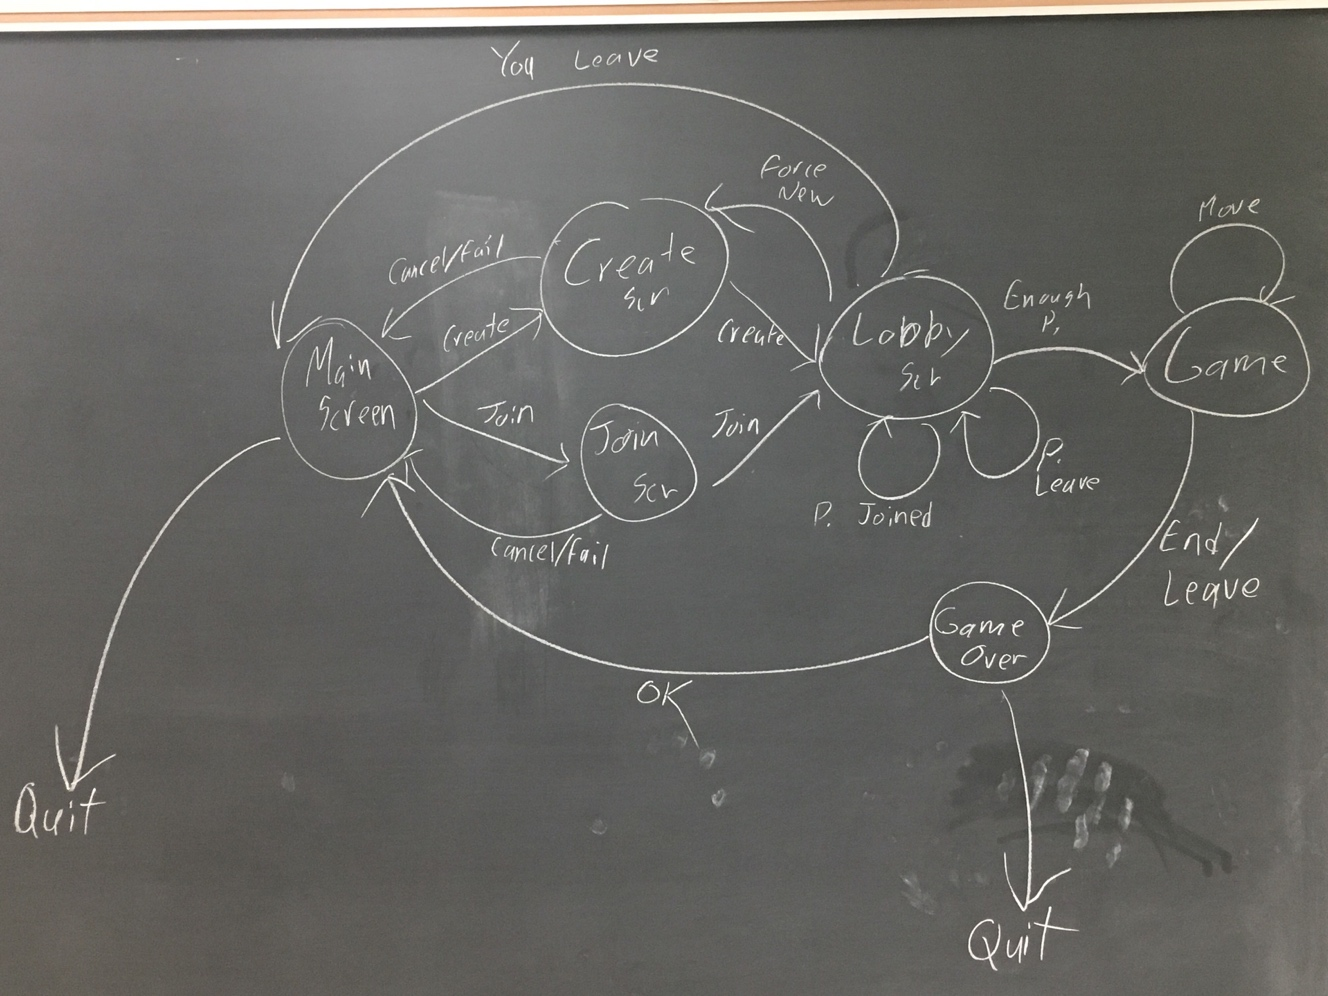 You Leave
Force
New
Move
Cancel/Fail
Create
Scr
Enough
P.
Create
Create
Lobby
Scr
Game
Main
Screen
Join
Join
Scr
Join
P.
Leave
P. Joined
Cancel/Fail
End/
Leave
Game
Over
OK
Quit
Quit